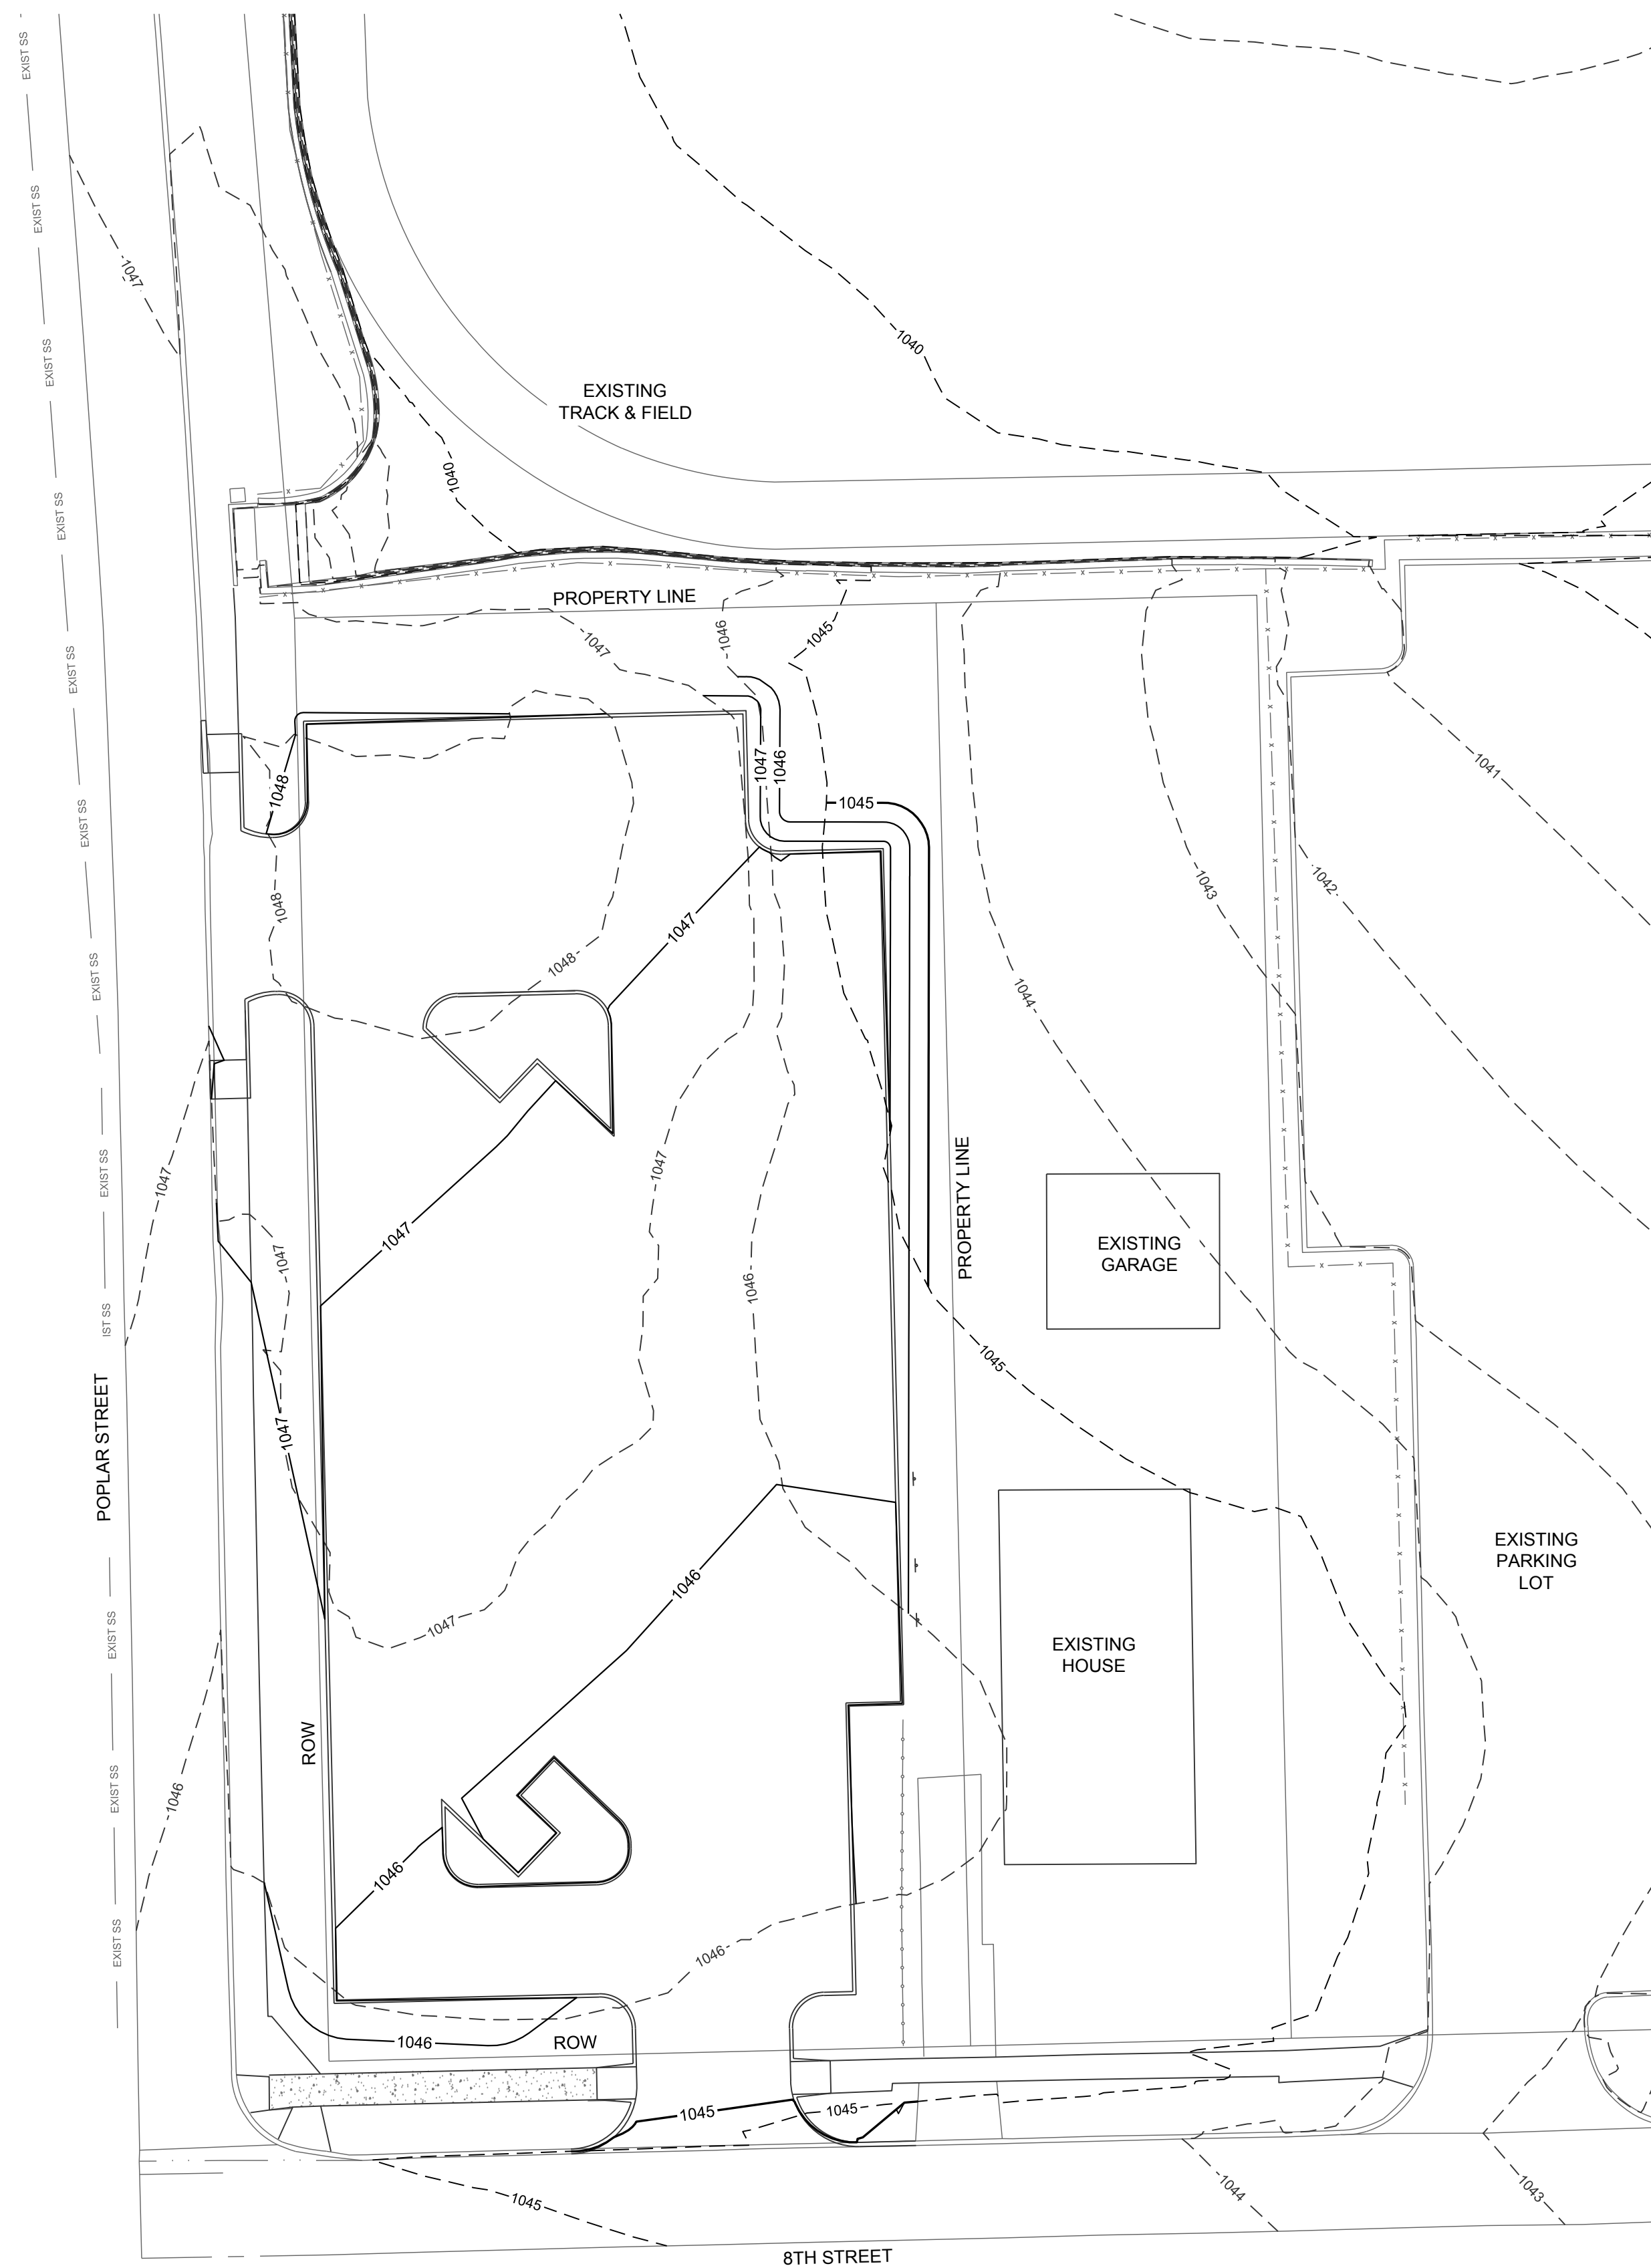 EXIST SS
EXIST SS
1047
EXIST SS
1040
EXIST SS
EXISTING
TRACK & FIELD
1040
EXIST SS
PROPERTY LINE
1046
1045
1047
EXIST SS
1047
1046
1048
1045
1041
EXIST SS
1048
1047
1043
1042
1048
EXIST SS
1044
1047
1047
EXIST SS
1047
1047
1046
PROPERTY LINE
EXISTING
GARAGE
IST SS
1045
POPLAR STREET
1047
EXISTING
PARKING
LOT
1046
1047
EXIST SS
EXISTING
HOUSE
ROW
EXIST SS
1046
1046
EXIST SS
1046
1046
ROW
1045
1045
1045
1044
1043
8TH STREET